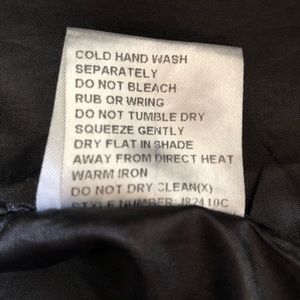 COLD HAND WASH
SEPARATELY
DO NOT BLEACH
RUB OR WRING
DO NOT TUMBLE DRY
SQUEEZE GENTLY
DRY FLAT IN SHADE
AWAY FROM DIRECT HEAT
WARM IRON
DO NOT DRY CLEAN(X)
STYLE NUMBER: J82410C